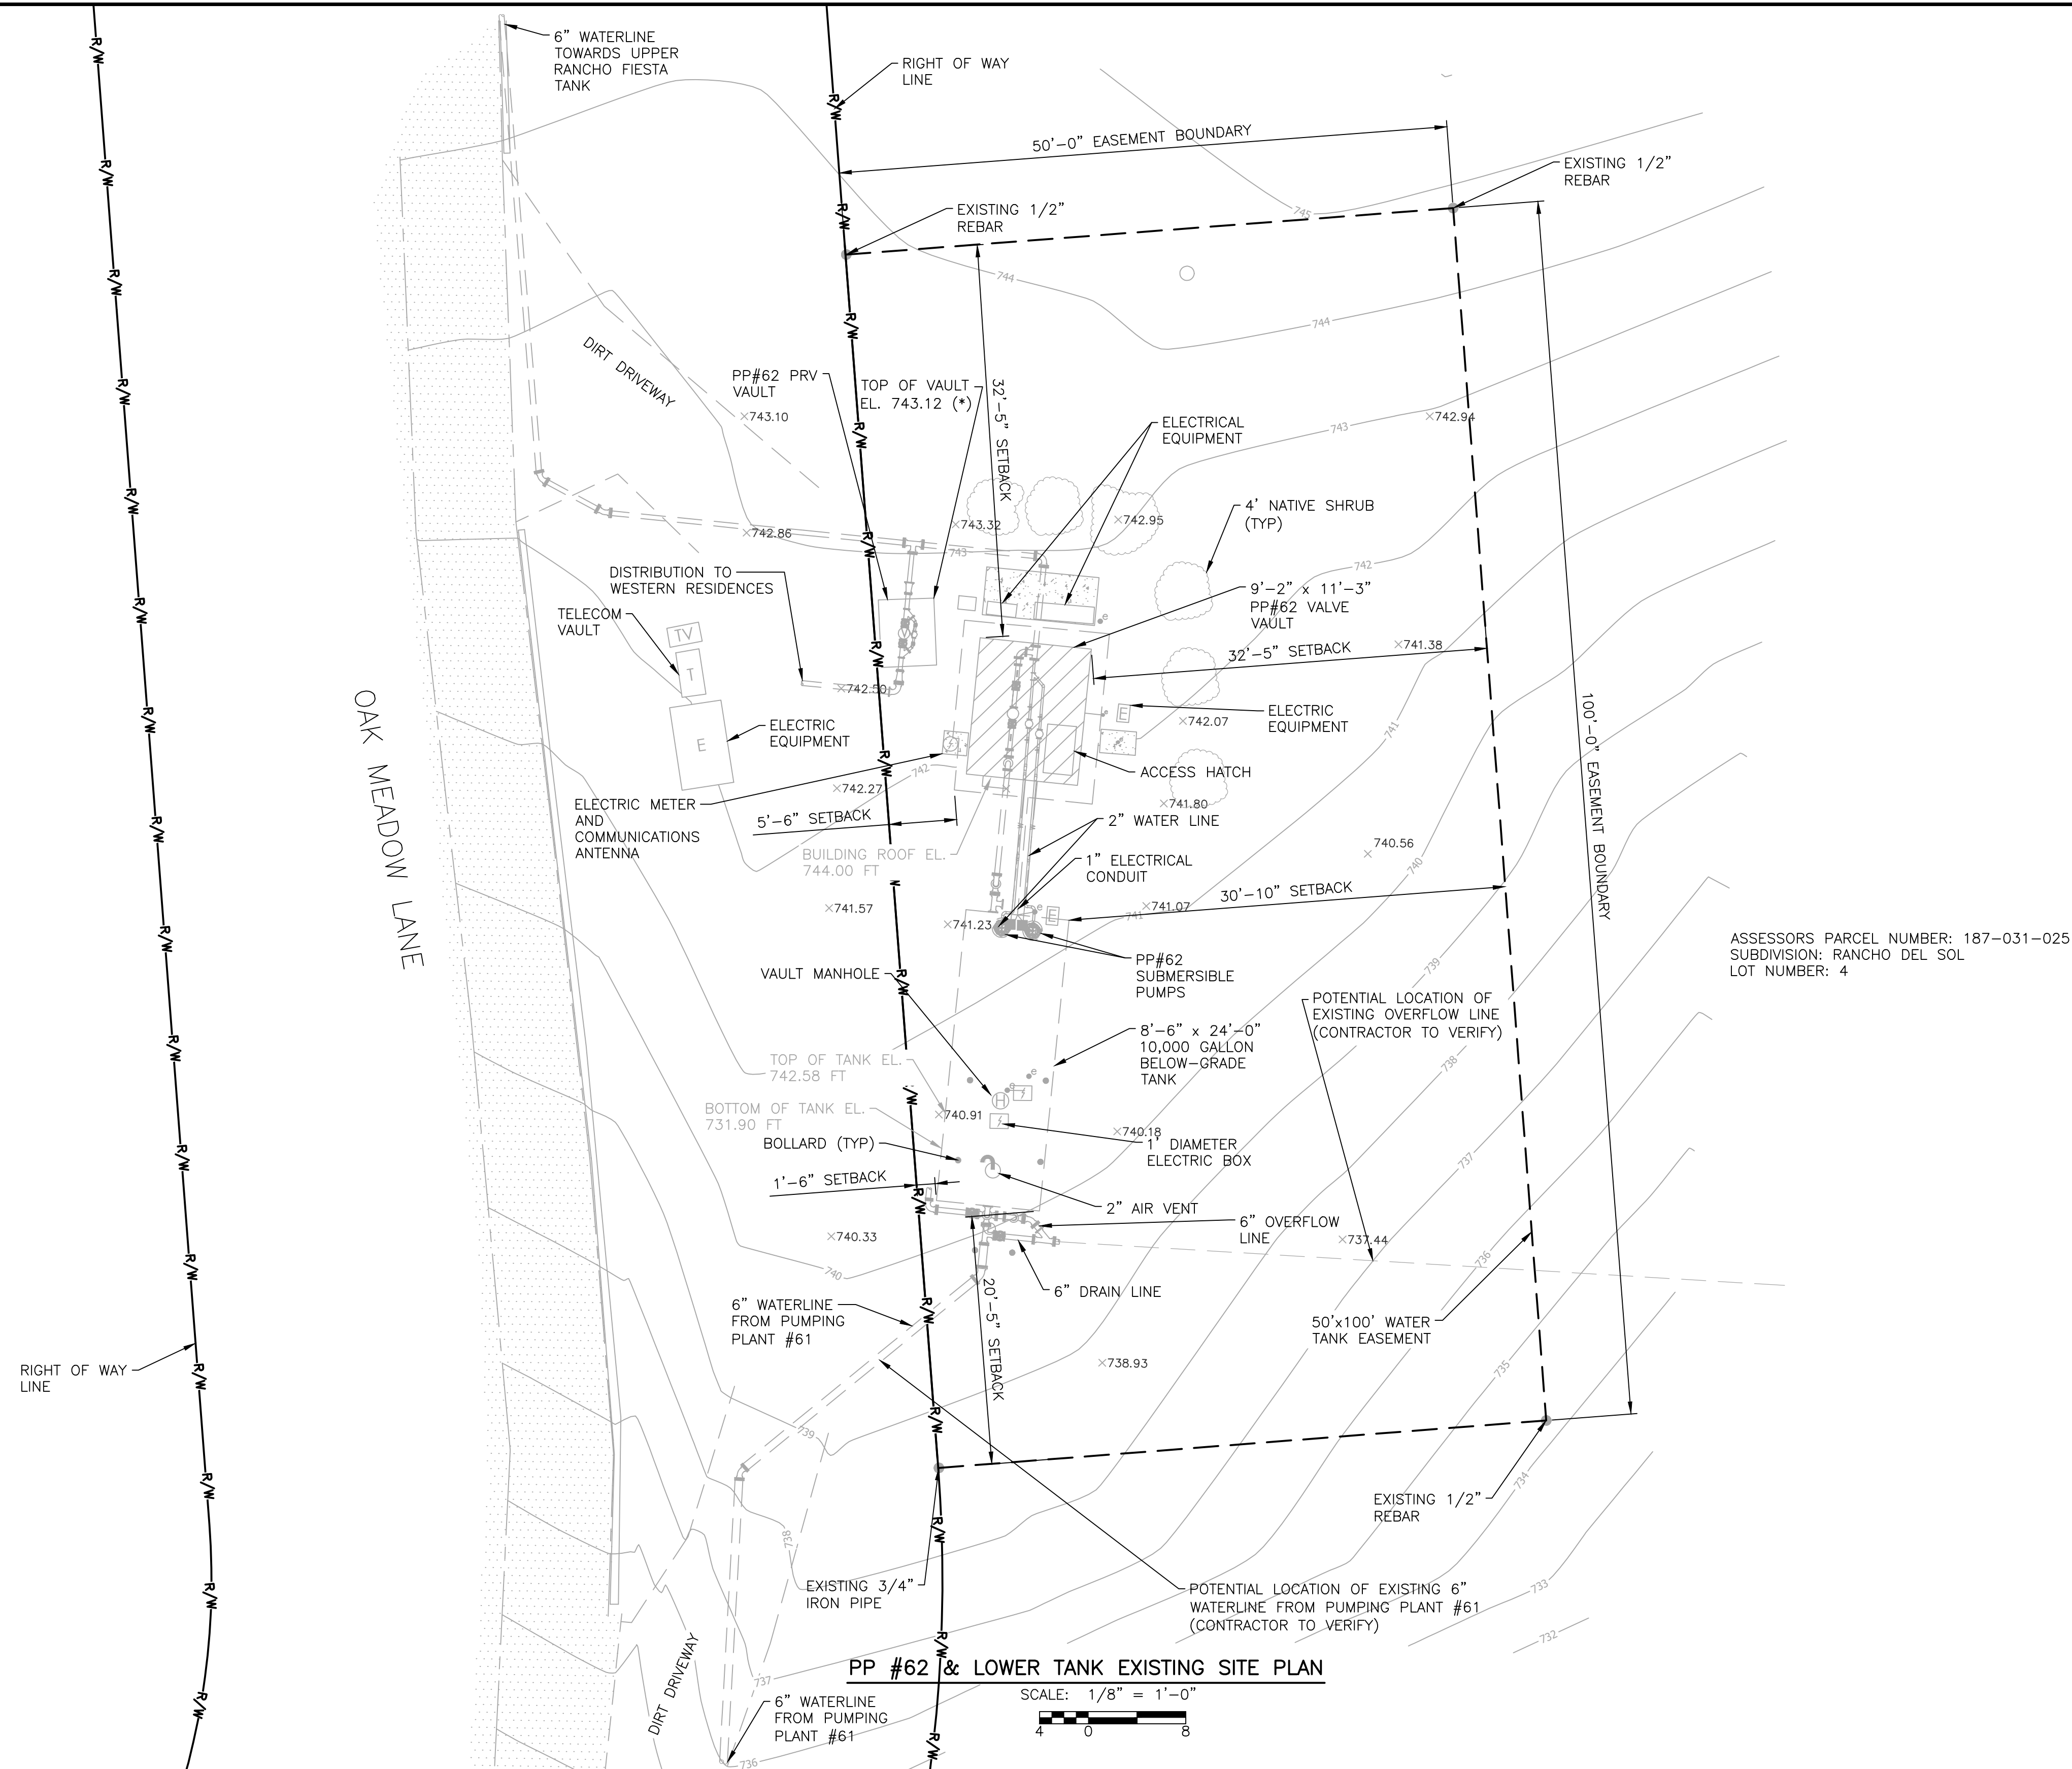 6" WATERLINE
TOWARDS UPPER
RANCHO FIESTA
TANK
RIGHT OF WAY
LINE
50'-0" EASEMENT BOUNDARY
EXISTING 1/2"
REBAR
EXISTING 1/2"
REBAR
745
744
744
DIRT DRIVEWAY
PP#62 PRV
VAULT
TOP OF VAULT
EL. 743.12 (*)
32'-5" SETBACK
743.10
742.94
743
ELECTRICAL
EQUIPMENT
4' NATIVE SHRUB
(TYP)
743.32
742.95
742.86
743
742
DISTRIBUTION TO
WESTERN RESIDENCES
TELECOM
VAULT
TV
T
E
9'-2" x 11'-3"
PP#62 VALVE
VAULT
32'-5" SETBACK
741.38
742.50
ELECTRIC
EQUIPMENT
E
742.07
ELECTRIC
EQUIPMENT
741
100'-0" EASEMENT BOUNDARY
OAK MEADOW LANE
742
742.27
ACCESS HATCH
741.80
ELECTRIC METER
AND
COMMUNICATIONS
ANTENNA
5'-6" SETBACK
2" WATER LINE
740.56
BUILDING ROOF EL.
744.00 FT
1" ELECTRICAL
CONDUIT
740
30'-10" SETBACK
741.57
741.23
E
741
741.07
ASSESSORS PARCEL NUMBER: 187-031-025
SUBDIVISION: RANCHO DEL SOL
LOT NUMBER: 4
VAULT MANHOLE
PP#62
SUBMERSIBLE
PUMPS
739
POTENTIAL LOCATION OF
EXISTING OVERFLOW LINE
(CONTRACTOR TO VERIFY)
8'-6" x 24'-0"
10,000 GALLON
BELOW-GRADE
TANK
738
TOP OF TANK EL.
742.58 FT
H
BOTTOM OF TANK EL.
731.90 FT
740.91
740.18
BOLLARD (TYP)
1' DIAMETER
ELECTRIC BOX
737
1'-6" SETBACK
2" AIR VENT
6" OVERFLOW
LINE
740.33
737.44
740
736
20'-5" SETBACK
6" DRAIN LINE
6" WATERLINE
FROM PUMPING
PLANT #61
50'x100' WATER
TANK EASEMENT
738.93
735
RIGHT OF WAY
LINE
739
734
EXISTING 1/2"
REBAR
738
EXISTING 3/4"
IRON PIPE
733
POTENTIAL LOCATION OF EXISTING 6"
WATERLINE FROM PUMPING PLANT #61
(CONTRACTOR TO VERIFY)
732
DIRT DRIVEWAY
737
PP #62 & LOWER TANK EXISTING SITE PLAN
SCALE: 1/8" = 1'-0"
4 0 8
6" WATERLINE
FROM PUMPING
PLANT #61
736
R/W